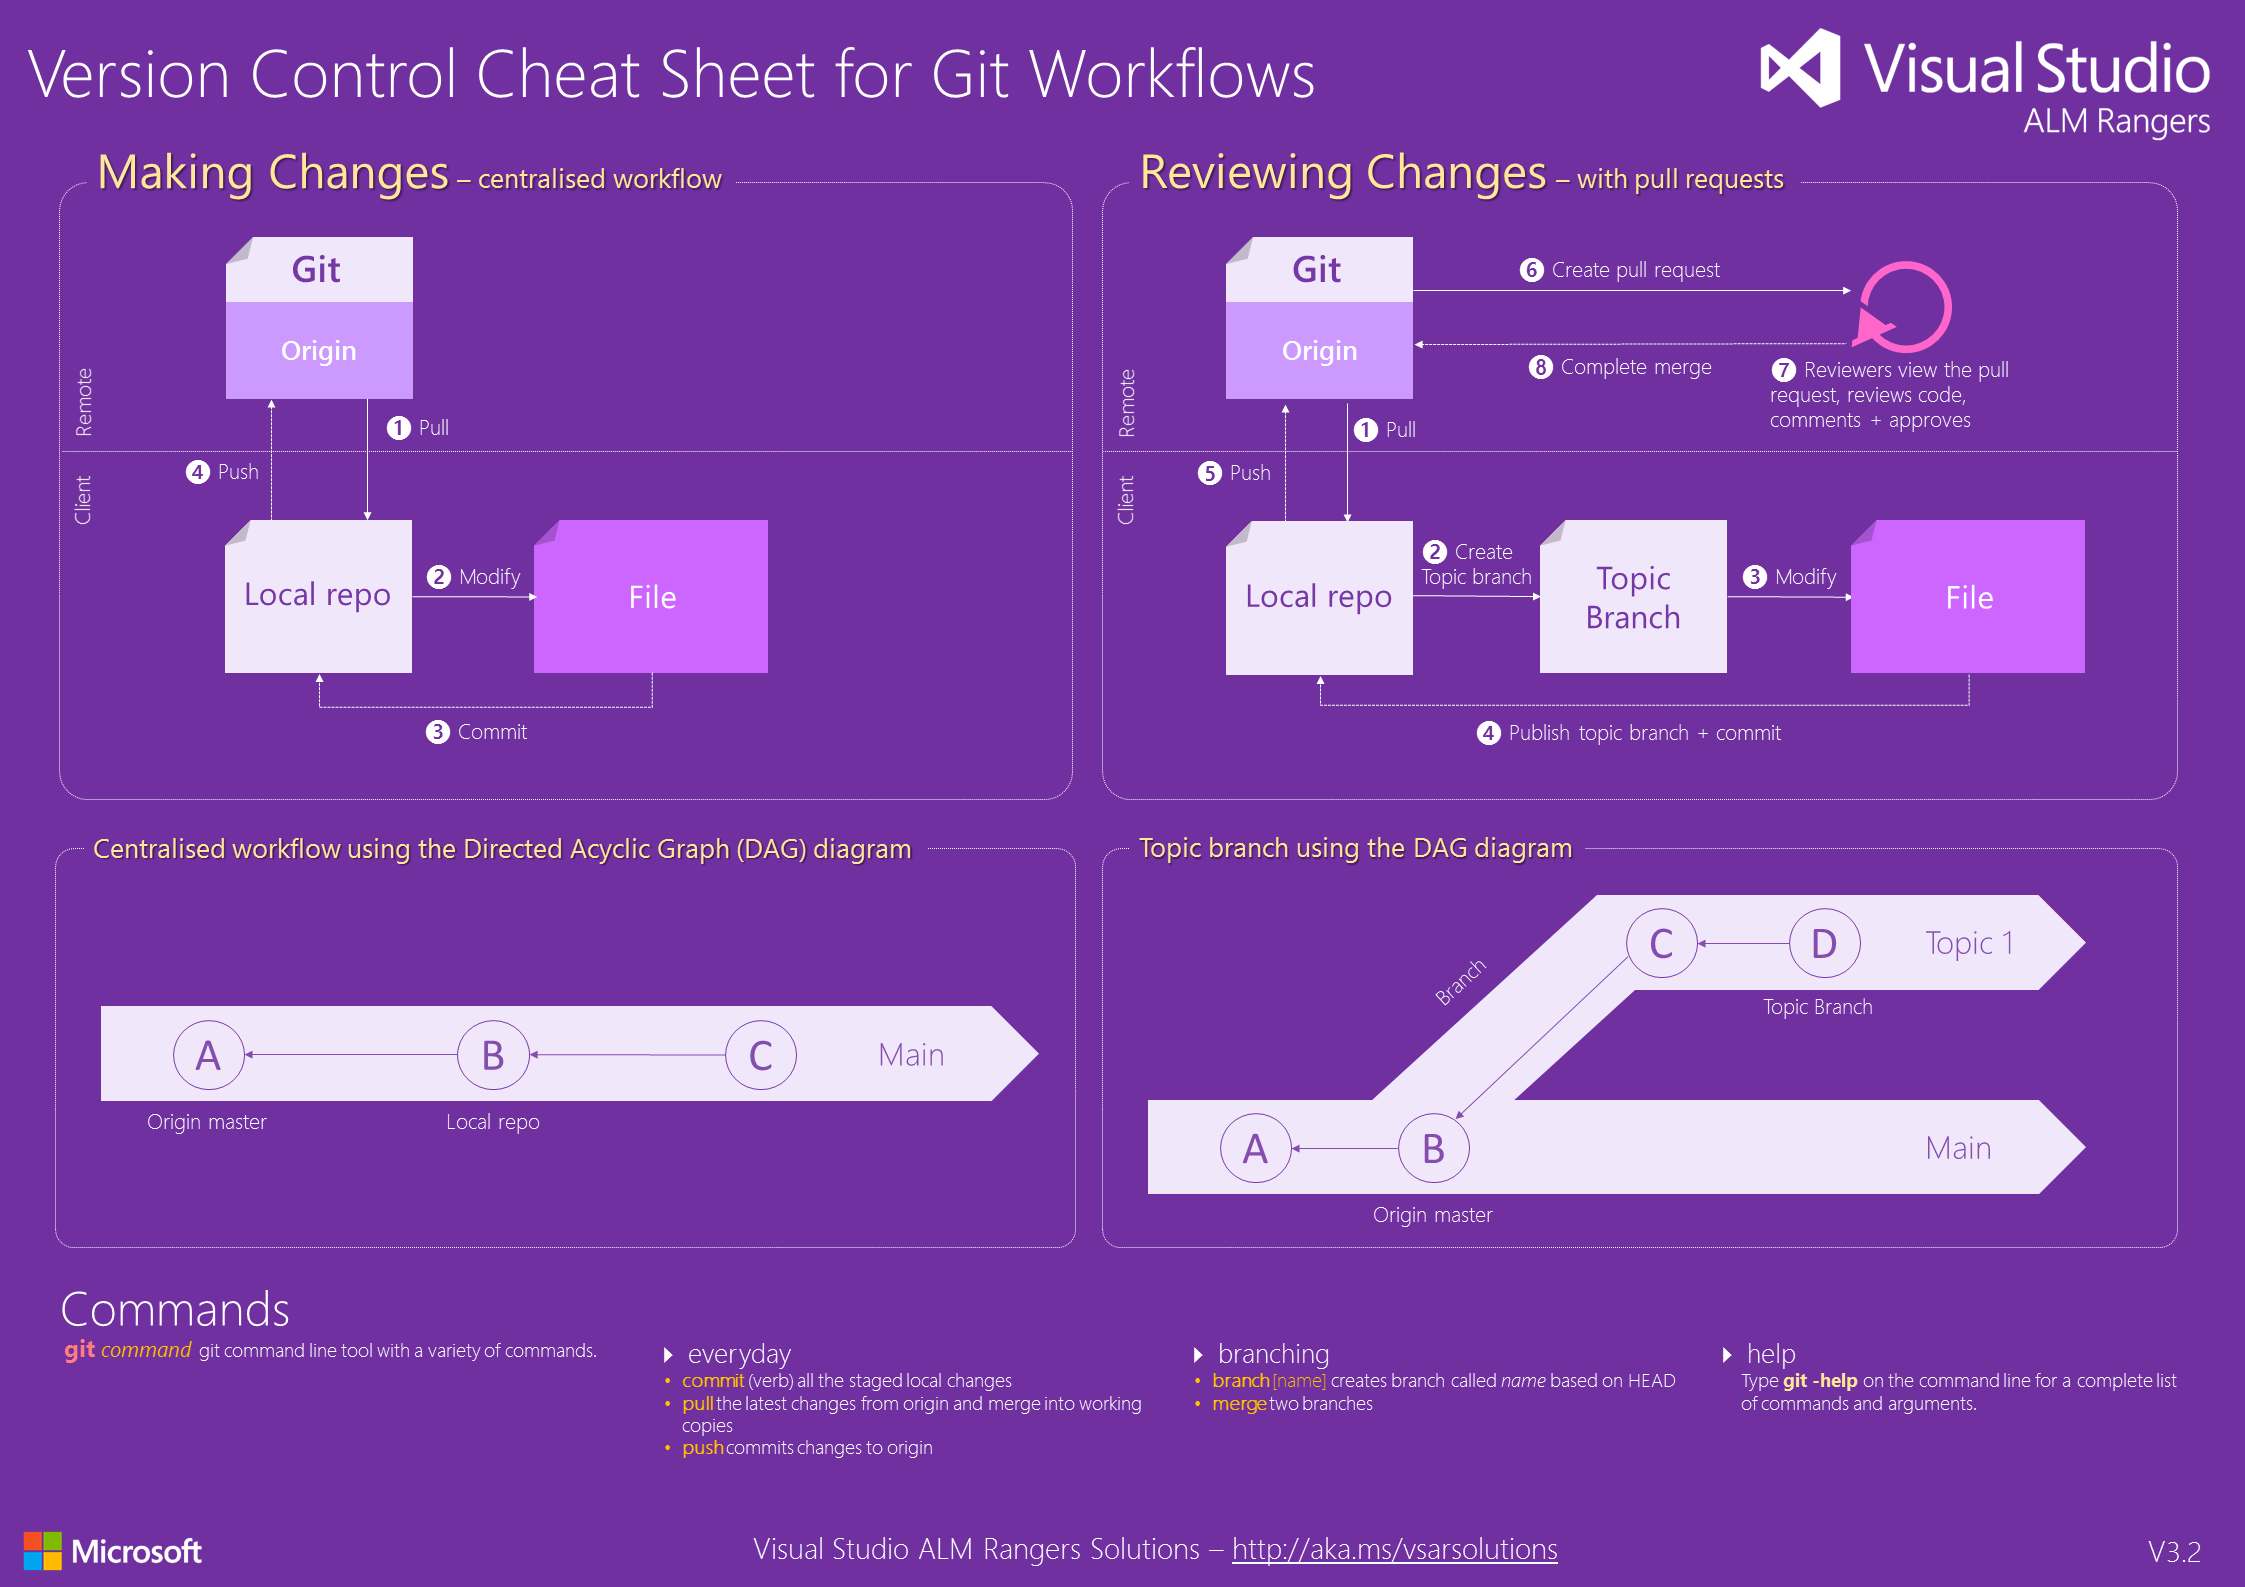 Version Control Cheat Sheet for Git Workflows
Visual Studio
ALM Rangers
Making Changes – centralised workflow
Git
Origin
Remote
1 Pull
4 Push
Client
Local repo
2 Modify
File
3 Commit
Reviewing Changes – with pull requests
Git
Origin
6 Create pull request
8 Complete merge
7 Reviewers view the pull
request, reviews code,
comments + approves
Remote
1 Pull
5 Push
Client
Local repo
2 Create
Topic branch
Topic
Branch
3 Modify
File
4 Publish topic branch + commit
Centralised workflow using the Directed Acyclic Graph (DAG) diagram
A
B
C
Main
Origin master
Local repo
Topic branch using the DAG diagram
C
D
Topic 1
Branch
Topic Branch
A
B
Main
Origin master
Commands
git command git command line tool with a variety of commands.
everyday
• commit (verb) all the staged local changes
• pull the latest changes from origin and merge into working
copies
• push commits changes to origin
branching
• branch [name] creates branch called name based on HEAD
• merge two branches
help
Type git -help on the command line for a complete list
of commands and arguments.
Microsoft
Visual Studio ALM Rangers Solutions – http://aka.ms/vsarsolutions
V3.2